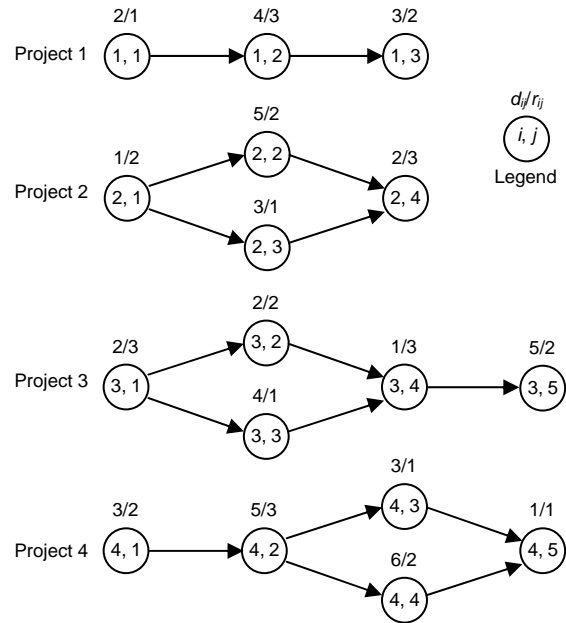 2/1 4/3 3/2
Project 1 1, 1 1, 2 1, 3
dij/rij
i, j
Legend
5/2
2, 2
1/2 2/3
Project 2 2, 1 2, 4
3/1
2, 3
2/2
3, 2
2/3 1/3 5/2
Project 3 3, 1 3, 4 3, 5
4/1
3, 3
3/1
4, 3
3/2 5/3 1/1
Project 4 4, 1 4, 2 4, 5
6/2
4, 4